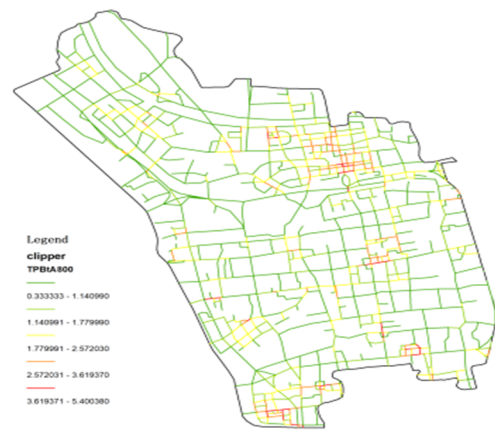 Legend
clipper
TPBtA800
0.333333 - 1.140990
1.140991 - 1.779990
1.779991 - 2.572030
2.572031 - 3.619370
3.619371 - 5.400380